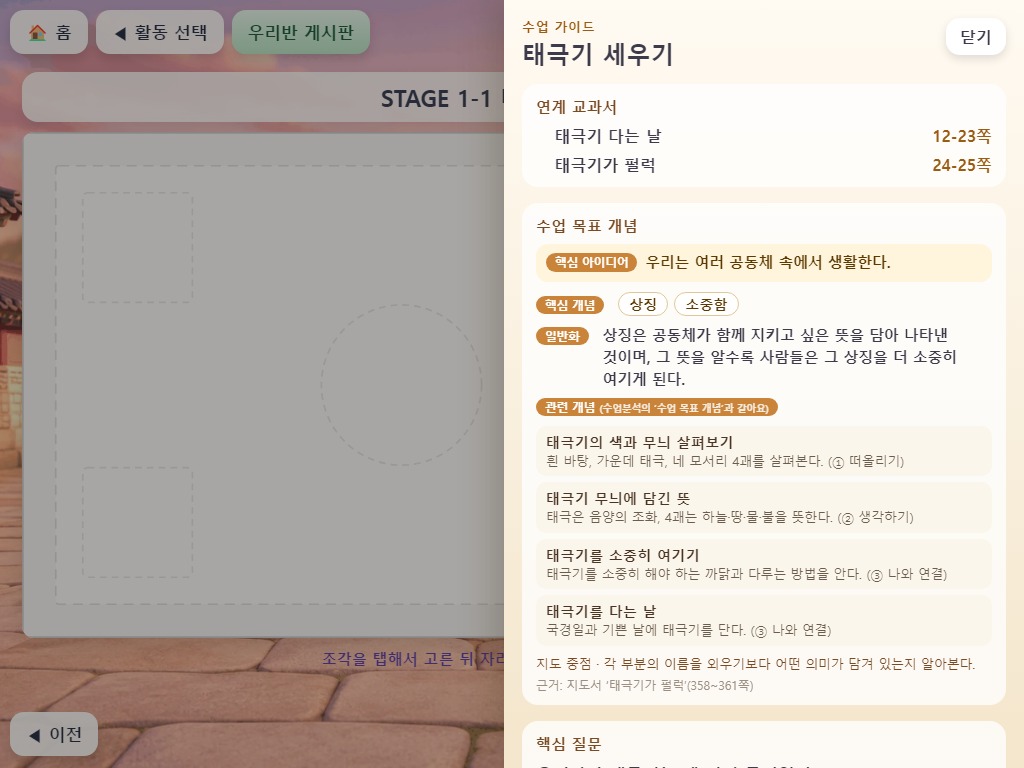 🏠 홈
◀ 활동 선택
우리반 게시판
STAGE 1-1
조각을 탭해서 고른 뒤 자리
◀ 이전
수업 가이드
태극기 세우기
닫기
연계 교과서
태극기 다는 날 12-23쪽
태극기가 펄럭 24-25쪽
수업 목표 개념
핵심 아이디어 우리는 여러 공동체 속에서 생활한다.
핵심 개념 상징 소중함
일반화 상징은 공동체가 함께 지키고 싶은 뜻을 담아 나타낸
것이며, 그 뜻을 알수록 사람들은 그 상징을 더 소중히
여기게 된다.
관련 개념 (수업분석의 '수업 목표 개념'과 같아요)
태극기의 색과 무늬 살펴보기
흰 바탕, 가운데 태극, 네 모서리 4괘를 살펴본다. (① 떠올리기)
태극기 무늬에 담긴 뜻
태극은 음양의 조화, 4괘는 하늘·땅·물·불을 뜻한다. (② 생각하기)
태극기를 소중히 여기기
태극기를 소중히 해야 하는 까닭과 다루는 방법을 안다. (③ 나와 연결)
태극기를 다는 날
국경일과 기쁜 날에 태극기를 단다. (③ 나와 연결)
지도 중점 · 각 부분의 이름을 외우기보다 어떤 의미가 담겨 있는지 알아본다.
근거: 지도서 '태극기가 펄럭'(358~361쪽)
핵심 질문